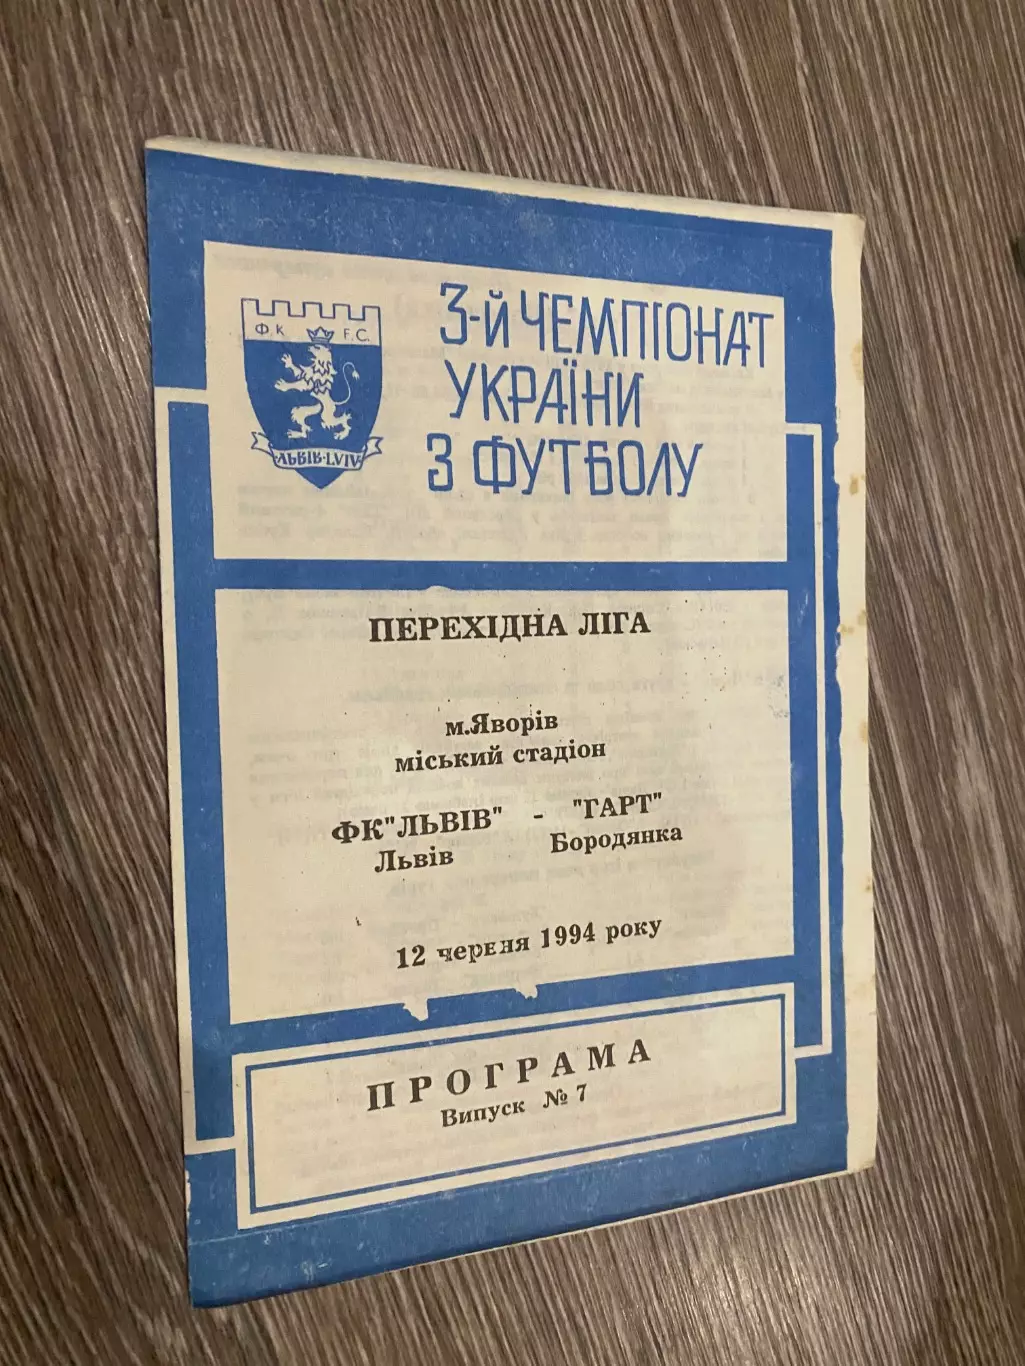 Ф.К F.C.
ЛЬВІВ·LVIV
3-й ЧЕМПІОНАТ
УКРАЇНИ
З ФУТБОЛУ
ПЕРЕХІДНА ЛІГА
м.Яворів
міський стадіон
ФК"ЛЬВІВ" - "ГАРТ"
Львів Бородянка
12 червня 1994 року
ПРОГРАМА
Випуск № 7